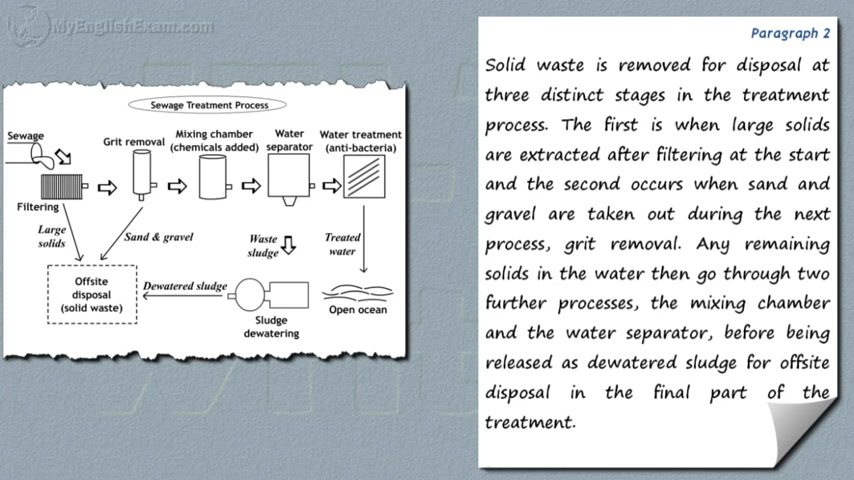 MyEnglishExam.com
Sewage Treatment Process
Sewage
Grit removal
Mixing chamber
(chemicals added)
Water
separator
Water treatment
(anti-bacteria)
Filtering
Large
solids
Sand & gravel
Waste
sludge
Treated
water
Offsite
disposal
(solid waste)
Dewatered sludge
Sludge
dewatering
Open ocean
Paragraph 2
Solid waste is removed for disposal at
three distinct stages in the treatment
process. The first is when large solids
are extracted after filtering at the start
and the second occurs when sand and
gravel are taken out during the next
process, grit removal. Any remaining
solids in the water then go through two
further processes, the mixing chamber
and the water separator, before being
released as dewatered sludge for offsite
disposal in the final part of the
treatment.